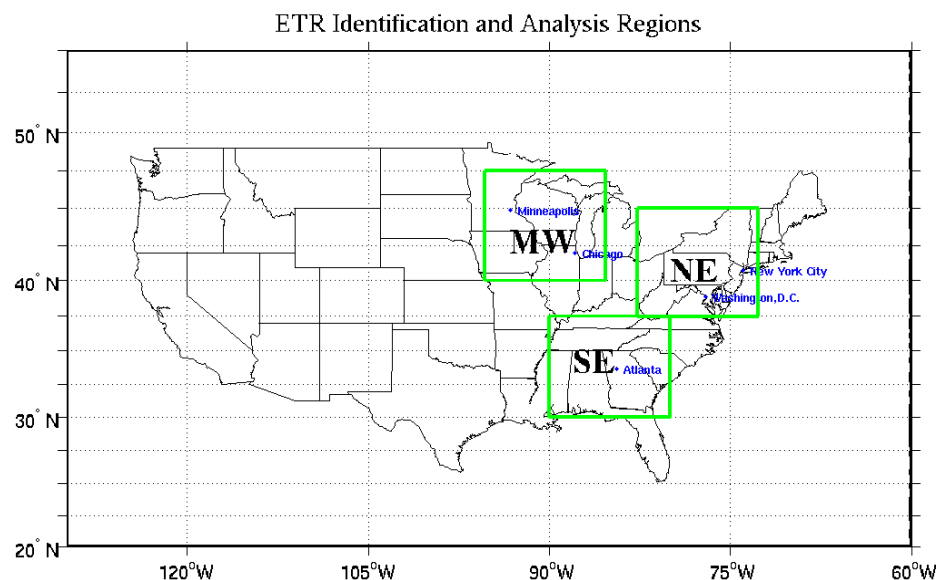 ETR Identification and Analysis Regions
50° N
Minneapolis
MW
Chicago
40° N
NE
New York City
Washington,D.C.
SE
Atlanta
30° N
20° N
120°W
105°W
90°W
75°W
60°W